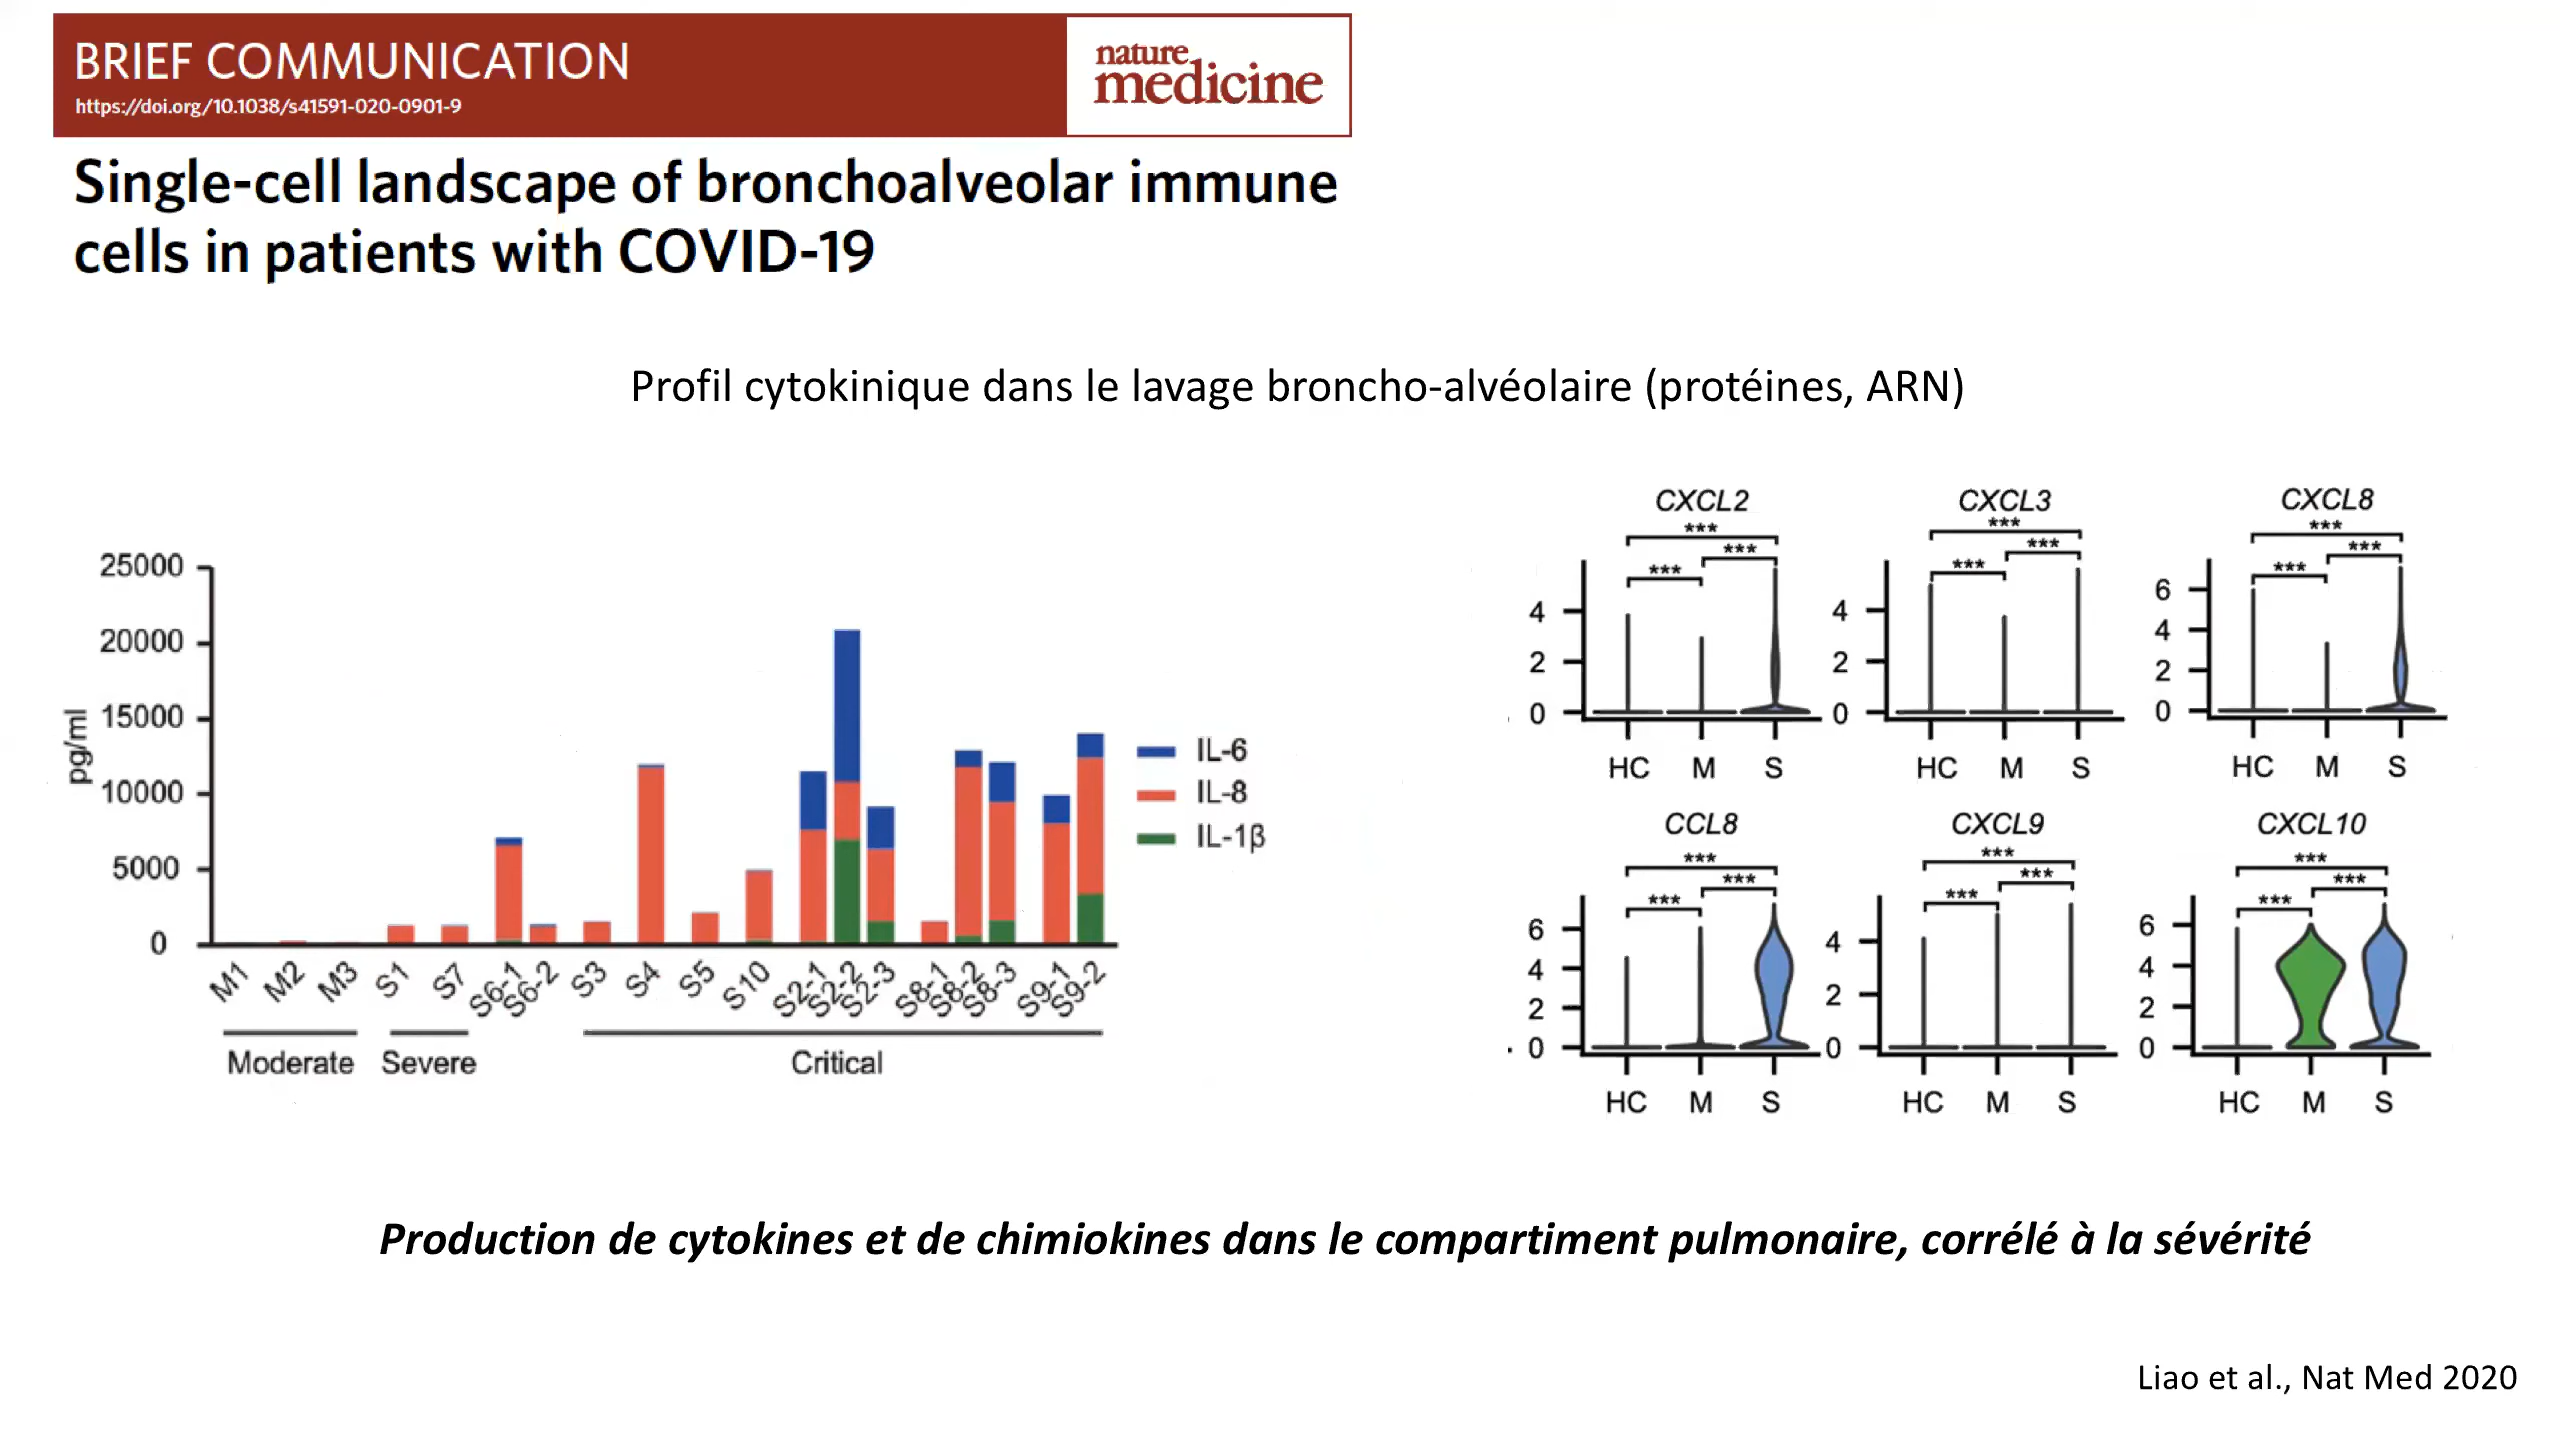 BRIEF COMMUNICATION
https://doi.org/10.1038/s41591-020-0901-9
nature
medicine
Single-cell landscape of bronchoalveolar immune
cells in patients with COVID-19
Profil cytokinique dans le lavage broncho-alvéolaire (protéines, ARN)
25000
20000
15000
10000
5000
0
pg/ml
M1 M2 M3 S1 S7 S6-1 S6-2 S3 S4 S5 S10 S2-1 S2-2 S2-3 S8-1 S8-2 S8-3 S9-1 S9-2
Moderate Severe Critical
IL-6
IL-8
IL-1β
CXCL2
*** *** ***
4
2
0
HC M S
CXCL3
*** *** ***
4
2
0
HC M S
CXCL8
*** *** ***
6
4
2
0
HC M S
CCL8
*** *** ***
6
4
2
0
HC M S
CXCL9
*** *** ***
4
2
0
HC M S
CXCL10
*** *** ***
6
4
2
0
HC M S
Production de cytokines et de chimiokines dans le compartiment pulmonaire, corrélé à la sévérité
Liao et al., Nat Med 2020